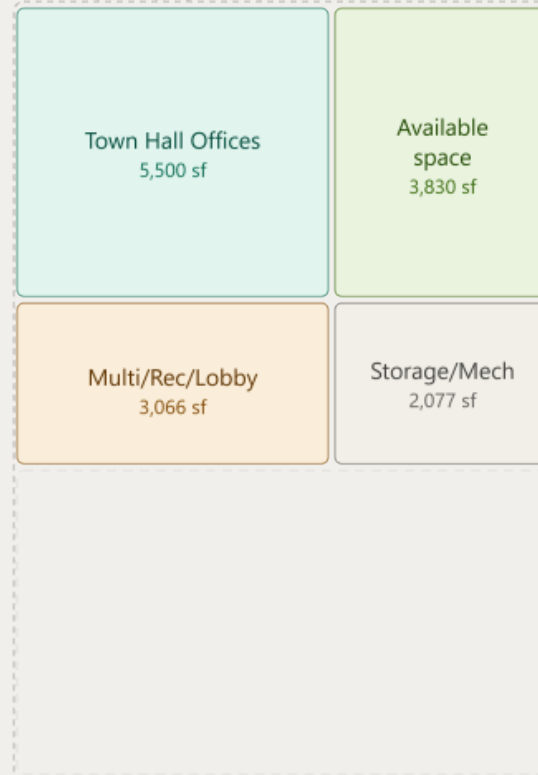 Town Hall Offices
5,500 sf
Available
space
3,830 sf
Multi/Rec/Lobby
3,066 sf
Storage/Mech
2,077 sf